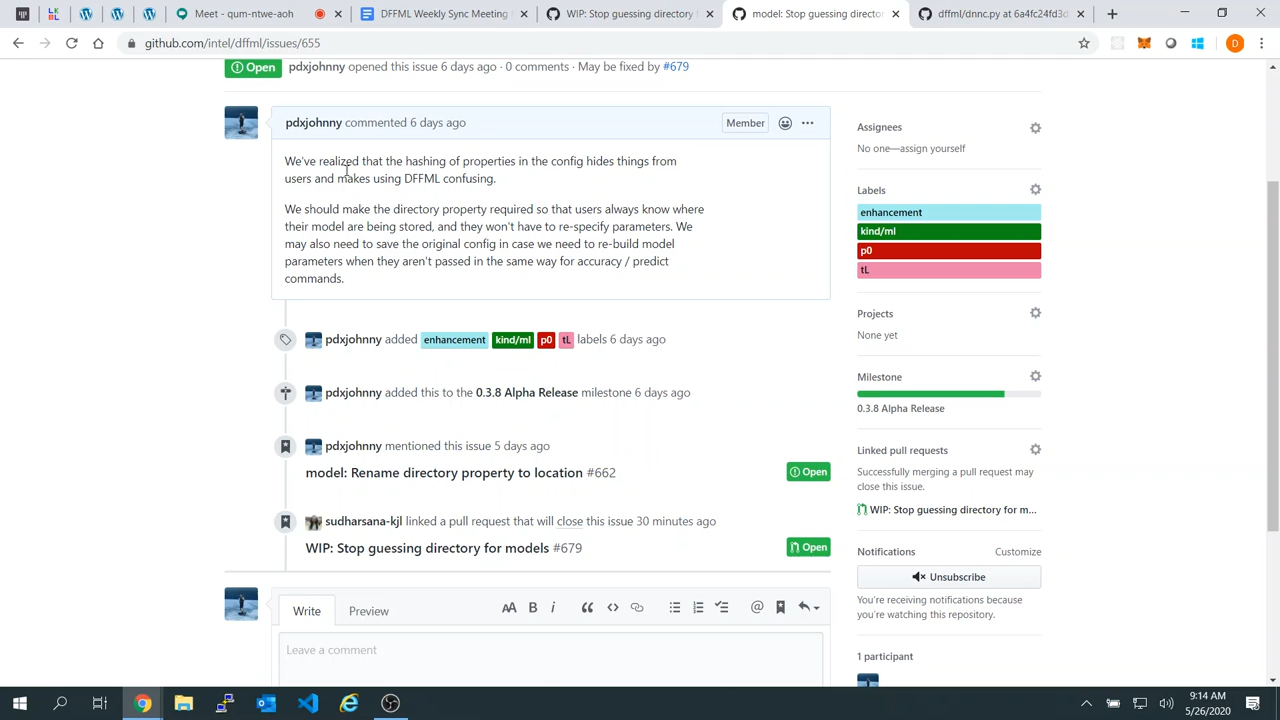 Meet - qum-ntwe-aoh
DFFML Weekly Sync Meeting
WIP: Stop guessing directory
model: Stop guessing director
dffml/dnnc.py at 6a4fc24fd3d
github.com/intel/dffml/issues/655
D
Open
pdxjohnny opened this issue 6 days ago · 0 comments · May be fixed by #679
pdxjohnny commented 6 days ago
Member
We've realized that the hashing of properties in the config hides things from
users and makes using DFFML confusing.
We should make the directory property required so that users always know where
their model are being stored, and they won't have to re-specify parameters. We
may also need to save the original config in case we need to re-build model
parameters when they aren't passed in the same way for accuracy / predict
commands.
pdxjohnny added enhancement kind/ml p0 tL labels 6 days ago
pdxjohnny added this to the 0.3.8 Alpha Release milestone 6 days ago
pdxjohnny mentioned this issue 5 days ago
model: Rename directory property to location #662
Open
sudharsana-kjl linked a pull request that will close this issue 30 minutes ago
WIP: Stop guessing directory for models #679
Open
Write
Preview
Leave a comment
Assignees
No one—assign yourself
Labels
enhancement
kind/ml
p0
tL
Projects
None yet
Milestone
0.3.8 Alpha Release
Linked pull requests
Successfully merging a pull request may
close this issue.
WIP: Stop guessing directory for m...
Notifications
Customize
Unsubscribe
You're receiving notifications because
you're watching this repository.
1 participant
9:14 AM
5/26/2020